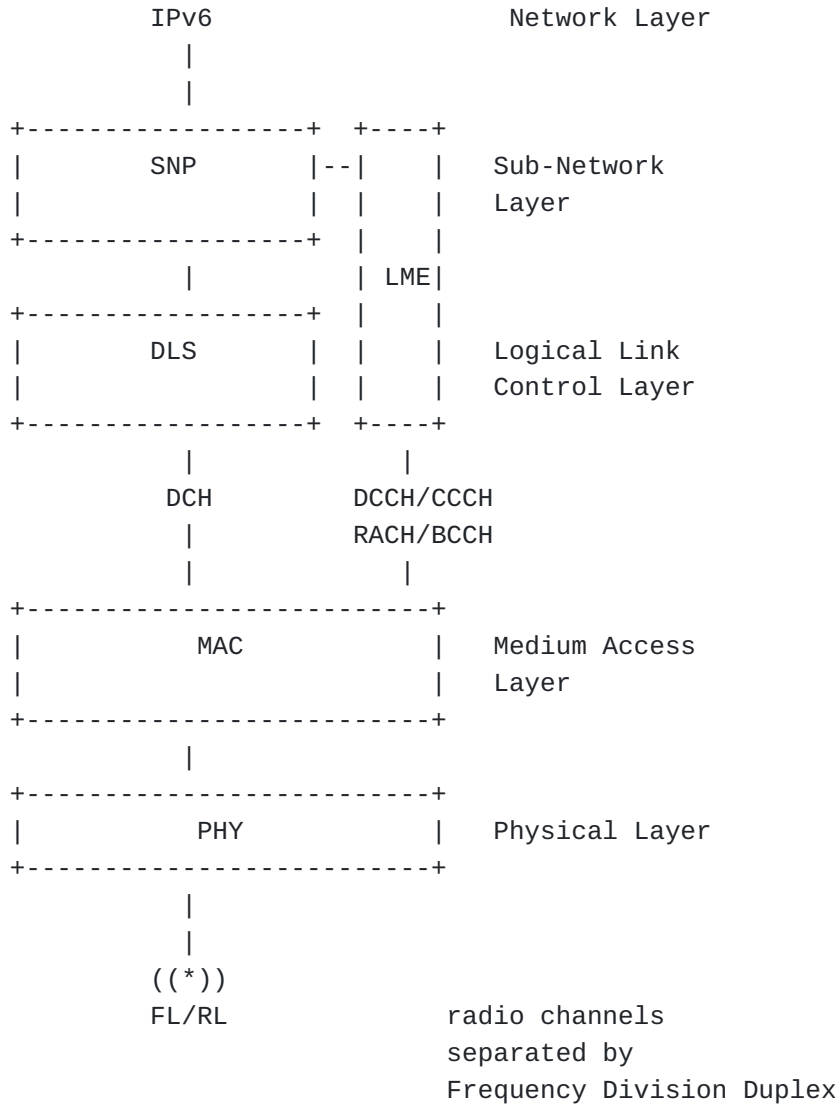 IPv6 Network Layer
|
|
+------------------+ +----+
| SNP |--| | Sub-Network
| | | | Layer
+------------------+ | |
| | LME|
+------------------+ | |
| DLS | | | Logical Link
| | | | Control Layer
+------------------+ +----+
| |
DCH DCCH/CCCH
| RACH/BCCH
| |
+--------------------------+
| MAC | Medium Access
| | Layer
+--------------------------+
|
+--------------------------+
| PHY | Physical Layer
+--------------------------+
|
|
((*))
FL/RL radio channels
separated by
Frequency Division Duplex